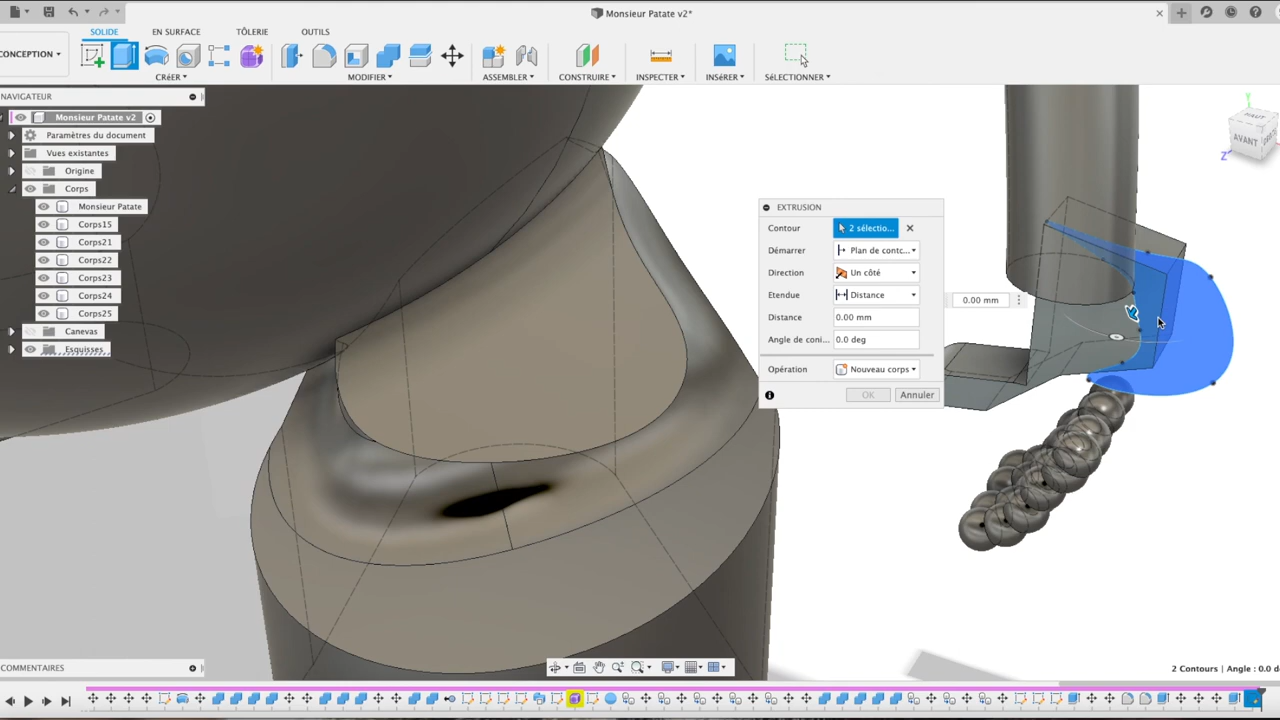 Monsieur Patate v2*
SOLIDE EN SURFACE TÔLERIE OUTILS
CONCEPTION
CRÉER MODIFIER ASSEMBLER CONSTRUIRE INSPECTER INSÉRER SÉLECTIONNER
NAVIGATEUR
Monsieur Patate v2
Paramètres du document
Vues existantes
Origine
Corps
Monsieur Patate
Corps15
Corps21
Corps22
Corps23
Corps24
Corps25
Canevas
Esquisses
EXTRUSION
Contour 2 sélectio...
Démarrer Plan de contc...
Direction Un côté
Etendue Distance
Distance 0.00 mm
Angle de coni... 0.0 deg
Opération Nouveau corps
OK Annuler
0.00 mm
HAUT
AVANT
Y
Z
COMMENTAIRES
2 Contours | Angle : 0.0 de